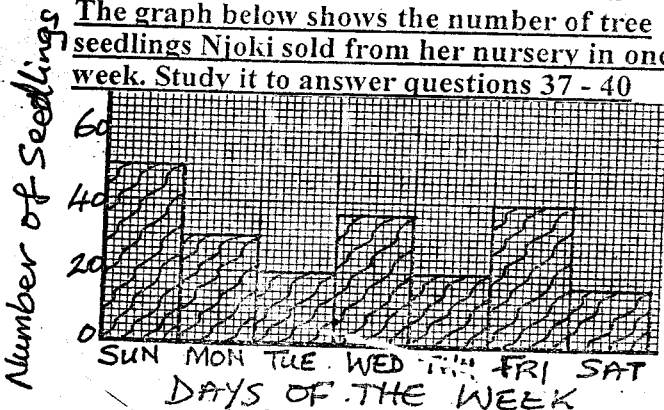 The graph below shows the number of tree
seedlings Njoki sold from her nursery in one
week. Study it to answer questions 37 - 40
Number of Seedlings
60
40
20
0
SUN MON TUE WED THU FRI SAT
DAYS OF THE WEEK